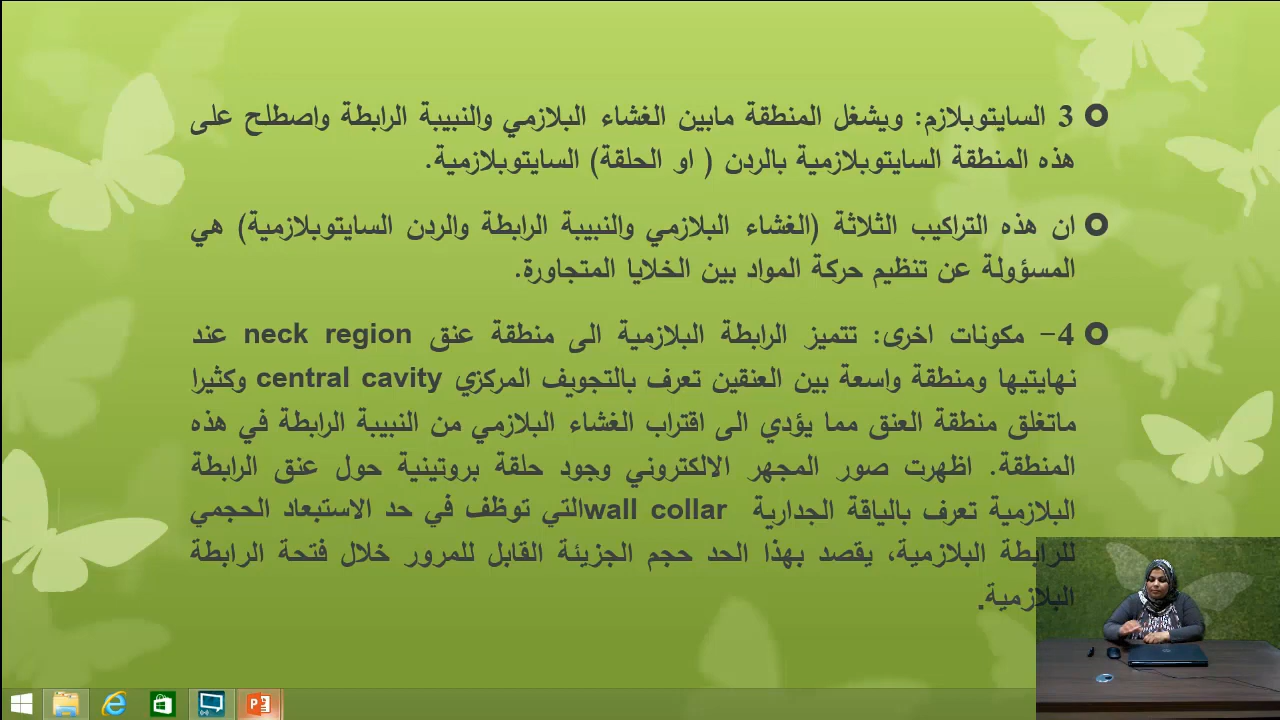 3 السايتوبلازم: ويشغل المنطقة مابين الغشاء البلازمي والنبيبة الرابطة واصطلح على
هذه المنطقة السايتوبلازمية بالردن ( او الحلقة) السايتوبلازمية.
ان هذه التراكيب الثلاثة (الغشاء البلازمي والنبيبة الرابطة والردن السايتوبلازمية) هي
المسؤولة عن تنظيم حركة المواد بين الخلايا المتجاورة.
4- مكونات اخرى: تتميز الرابطة البلازمية الى منطقة عنق neck region عند
نهايتيها ومنطقة واسعة بين العنقين تعرف بالتجويف المركزي central cavity وكثيرا
ماتغلق منطقة العنق مما يؤدي الى اقتراب الغشاء البلازمي من النبيبة الرابطة في هذه
المنطقة. اظهرت صور المجهر الالكتروني وجود حلقة بروتينية حول عنق الرابطة
البلازمية تعرف بالياقة الجدارية wall collarالتي توظف في حد الاستبعاد الحجمي
للرابطة البلازمية، يقصد بهذا الحد حجم الجزيئة القابل للمرور خلال فتحة الرابطة
البلازمية.